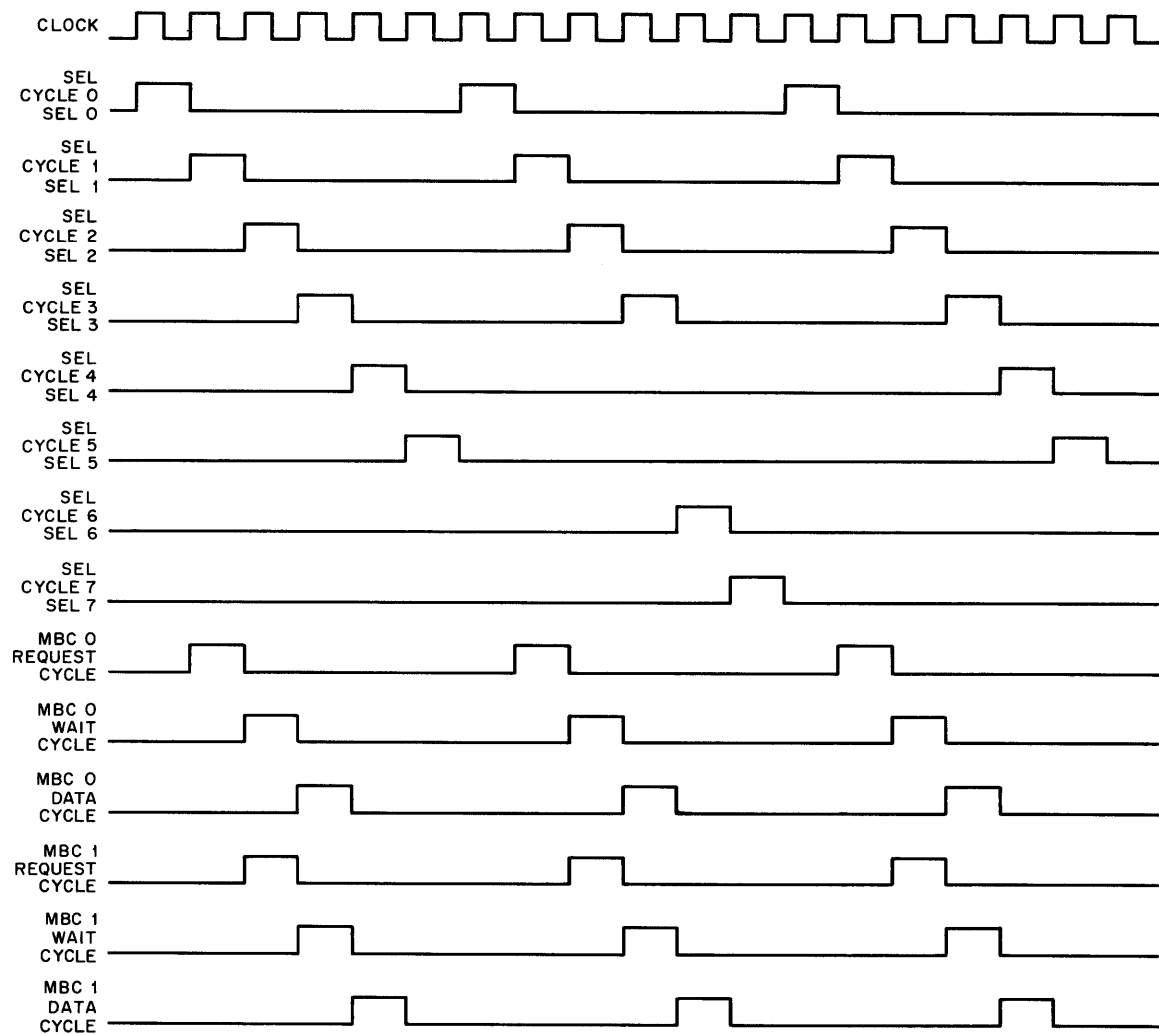 CLOCK
SEL
CYCLE 0
SEL 0
SEL
CYCLE 1
SEL 1
SEL
CYCLE 2
SEL 2
SEL
CYCLE 3
SEL 3
SEL
CYCLE 4
SEL 4
SEL
CYCLE 5
SEL 5
SEL
CYCLE 6
SEL 6
SEL
CYCLE 7
SEL 7
MBC 0
REQUEST
CYCLE
MBC 0
WAIT
CYCLE
MBC 0
DATA
CYCLE
MBC 1
REQUEST
CYCLE
MBC 1
WAIT
CYCLE
MBC 1
DATA
CYCLE